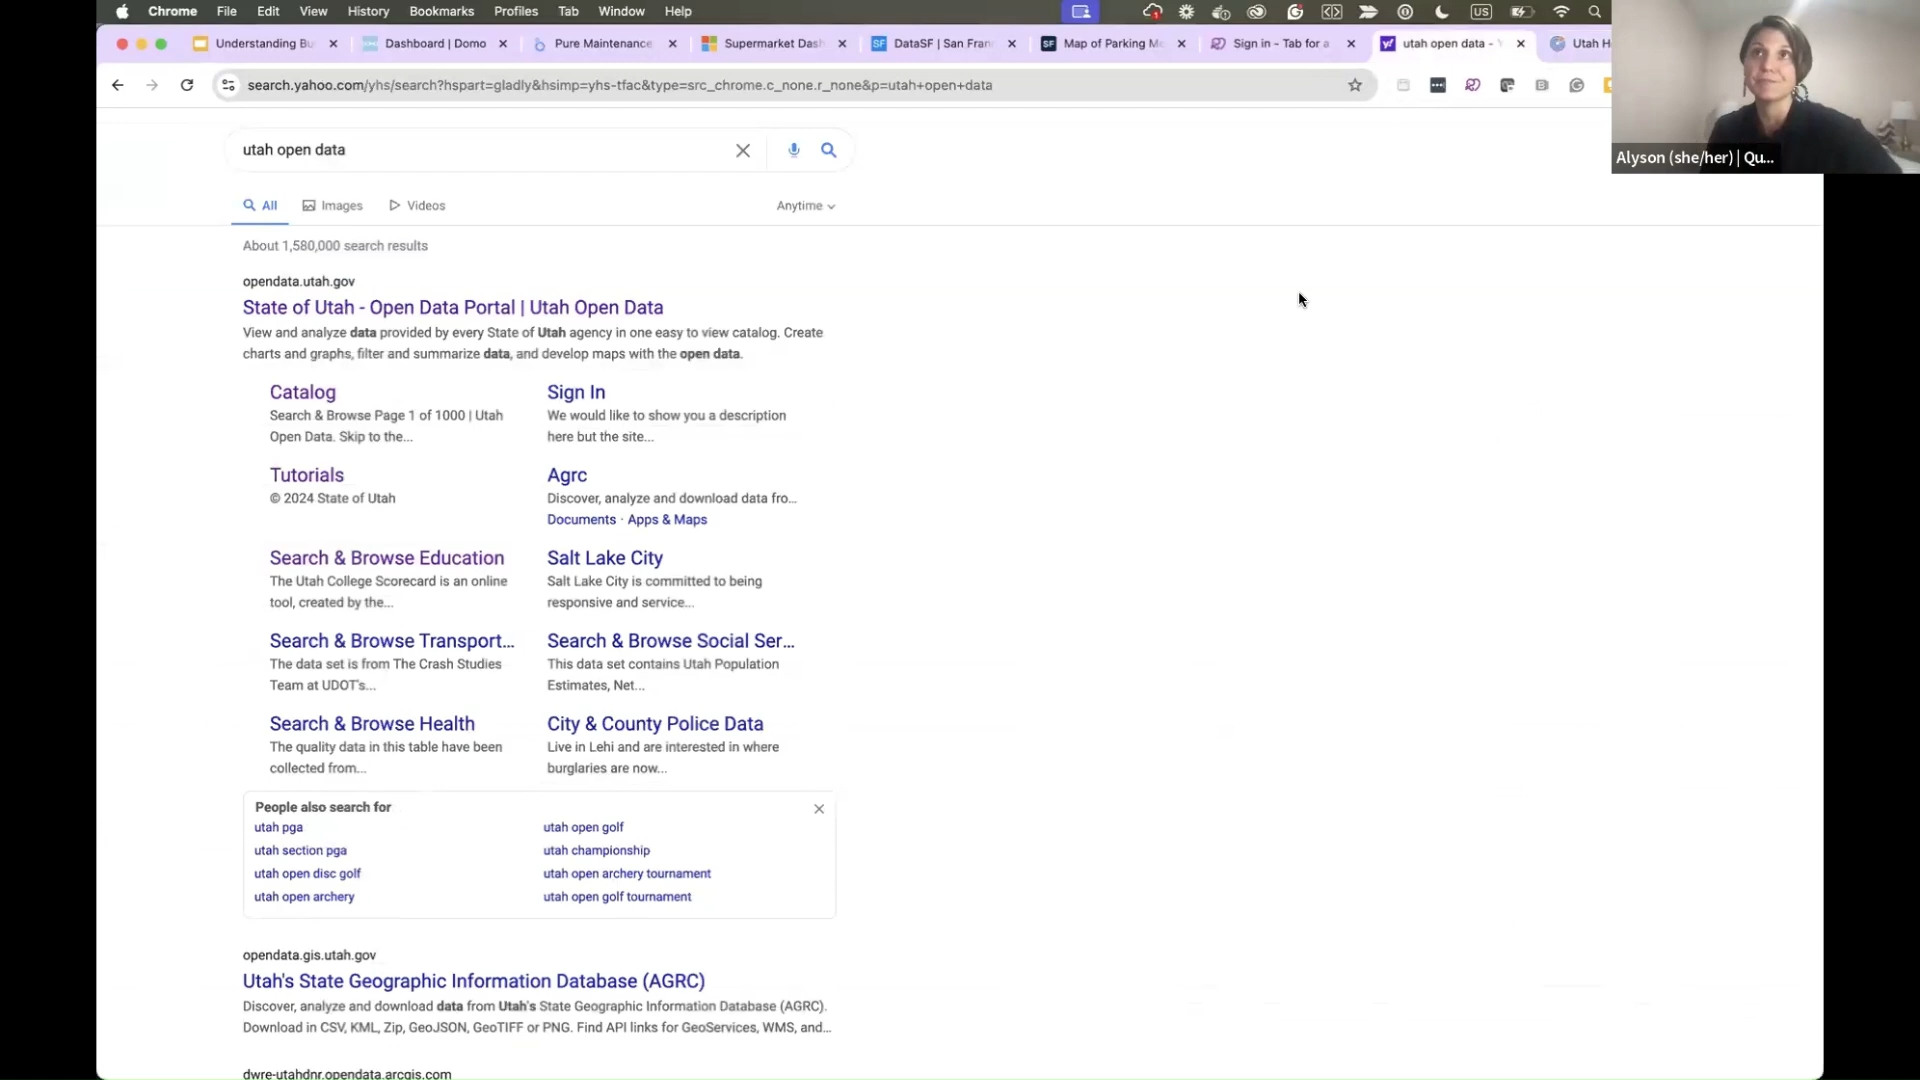 Chrome File Edit View History Bookmarks Profiles Tab Window Help US
Understanding Bu Dashboard | Domo Pure Maintenance Supermarket Dash DataSF | San Fran Map of Parking Me Sign in - Tab for a utah open data - Y Utah H
search.yahoo.com/yhs/search?hspart=gladly&hsimp=yhs-tfac&type=src_chrome.c_none.r_none&p=utah+open+data
Alyson (she/her) | Qu...
utah open data
All Images Videos Anytime
About 1,580,000 search results
opendata.utah.gov
State of Utah - Open Data Portal | Utah Open Data
View and analyze data provided by every State of Utah agency in one easy to view catalog. Create
charts and graphs, filter and summarize data, and develop maps with the open data.
Catalog
Search & Browse Page 1 of 1000 | Utah
Open Data. Skip to the...
Sign In
We would like to show you a description
here but the site...
Tutorials
© 2024 State of Utah
Agrc
Discover, analyze and download data fro...
Documents · Apps & Maps
Search & Browse Education
The Utah College Scorecard is an online
tool, created by the...
Salt Lake City
Salt Lake City is committed to being
responsive and service...
Search & Browse Transport...
The data set is from The Crash Studies
Team at UDOT's...
Search & Browse Social Ser...
This data set contains Utah Population
Estimates, Net...
Search & Browse Health
The quality data in this table have been
collected from...
City & County Police Data
Live in Lehi and are interested in where
burglaries are now...
People also search for
utah pga
utah open golf
utah section pga
utah championship
utah open disc golf
utah open archery tournament
utah open archery
utah open golf tournament
opendata.gis.utah.gov
Utah's State Geographic Information Database (AGRC)
Discover, analyze and download data from Utah's State Geographic Information Database (AGRC).
Download in CSV, KML, Zip, GeoJSON, GeoTIFF or PNG. Find API links for GeoServices, WMS, and...
dwre-utahdnr.opendata.arcgis.com